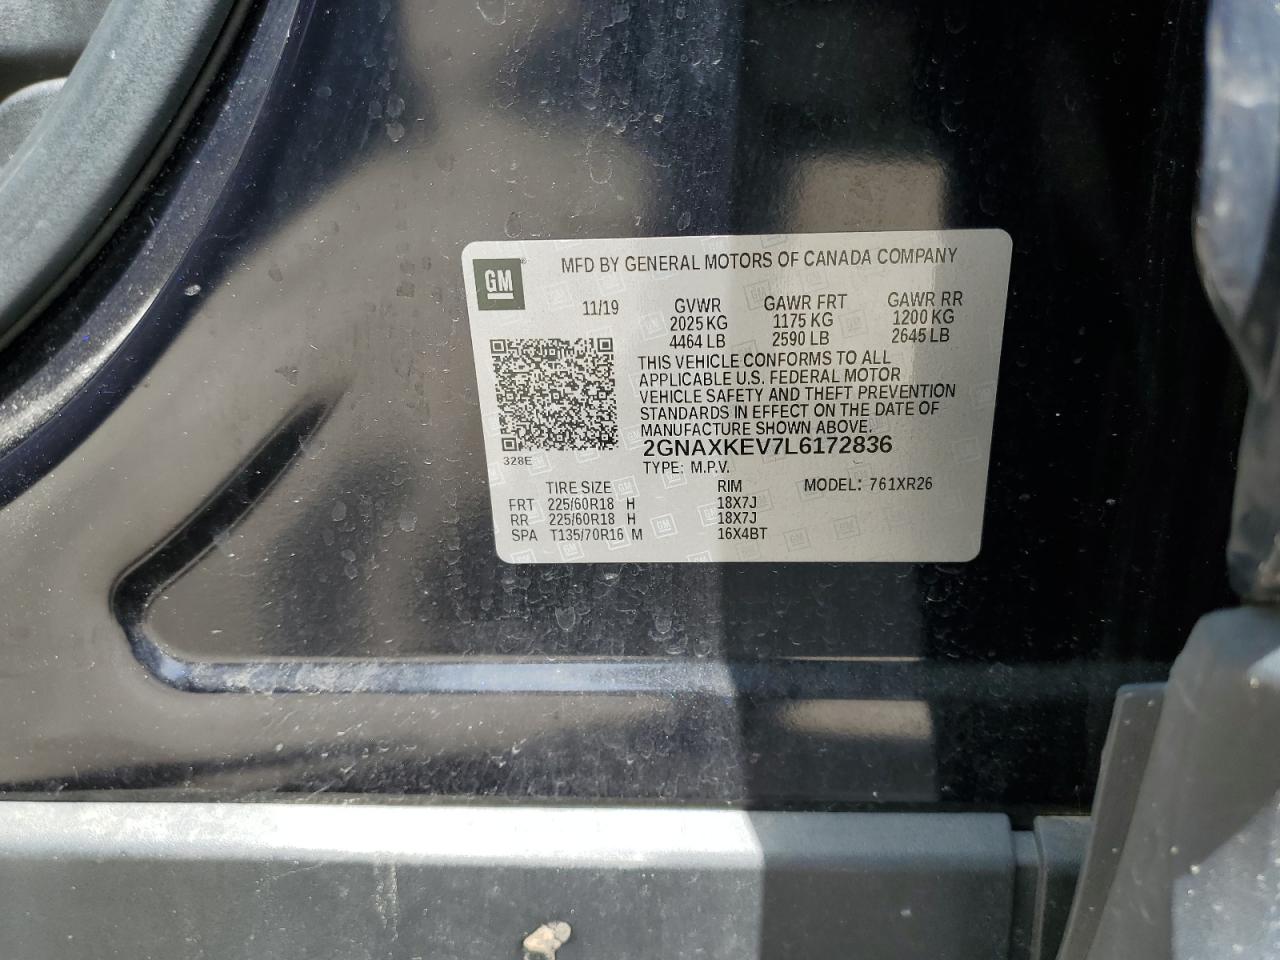 GM
MFD BY GENERAL MOTORS OF CANADA COMPANY
11/19 GVWR GAWR FRT GAWR RR
2025 KG 1175 KG 1200 KG
4464 LB 2590 LB 2645 LB
THIS VEHICLE CONFORMS TO ALL
APPLICABLE U.S. FEDERAL MOTOR
VEHICLE SAFETY AND THEFT PREVENTION
STANDARDS IN EFFECT ON THE DATE OF
MANUFACTURE SHOWN ABOVE.
2GNAXKEV7L6172836
328E
TYPE: M.P.V.
TIRE SIZE RIM MODEL: 761XR26
FRT 225/60R18 H 18X7J
RR 225/60R18 H 18X7J
SPA T135/70R16 M 16X4BT